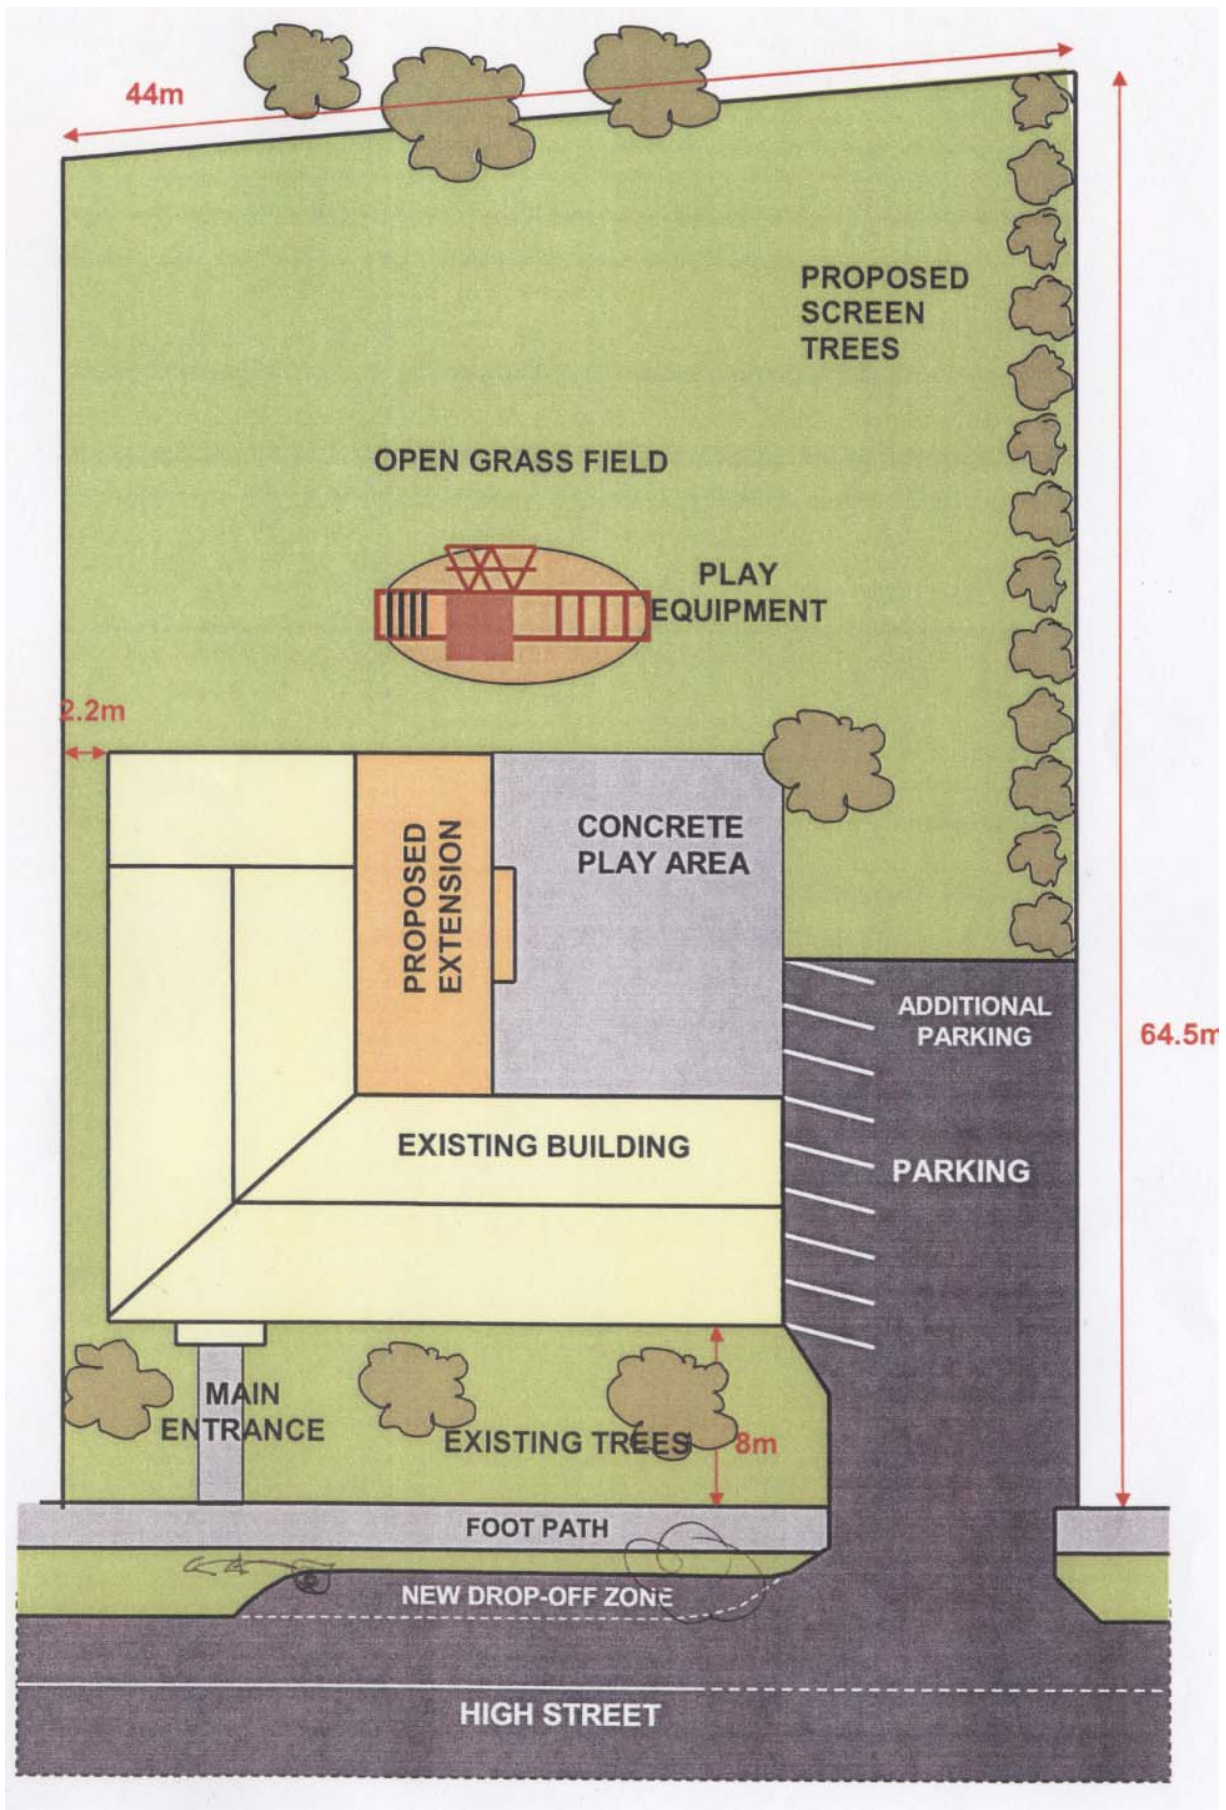 44m
PROPOSED
SCREEN
TREES
OPEN GRASS FIELD
PLAY
EQUIPMENT
2.2m
CONCRETE
PLAY AREA
PROPOSED
EXTENSION
ADDITIONAL
PARKING
64.5m
EXISTING BUILDING
PARKING
MAIN
ENTRANCE
EXISTING TREES
8m
FOOT PATH
NEW DROP-OFF ZONE
HIGH STREET